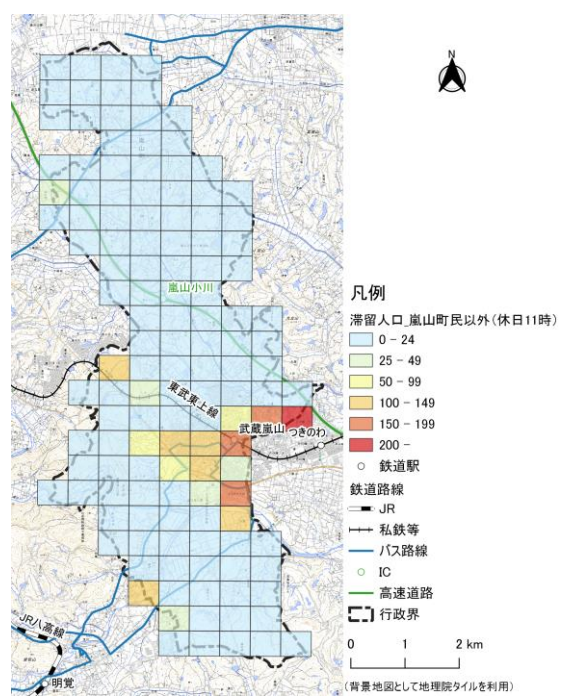 N
嵐山小川
東武東上線
武蔵嵐山
つきのわ
JR八高線
明覚
凡例
滞留人口_嵐山町民以外(休日11時)
0 - 24
25 - 49
50 - 99
100 - 149
150 - 199
200 -
鉄道駅
鉄道路線
JR
私鉄等
バス路線
IC
高速道路
行政界
0 1 2 km
(背景地図として地理院タイルを利用)